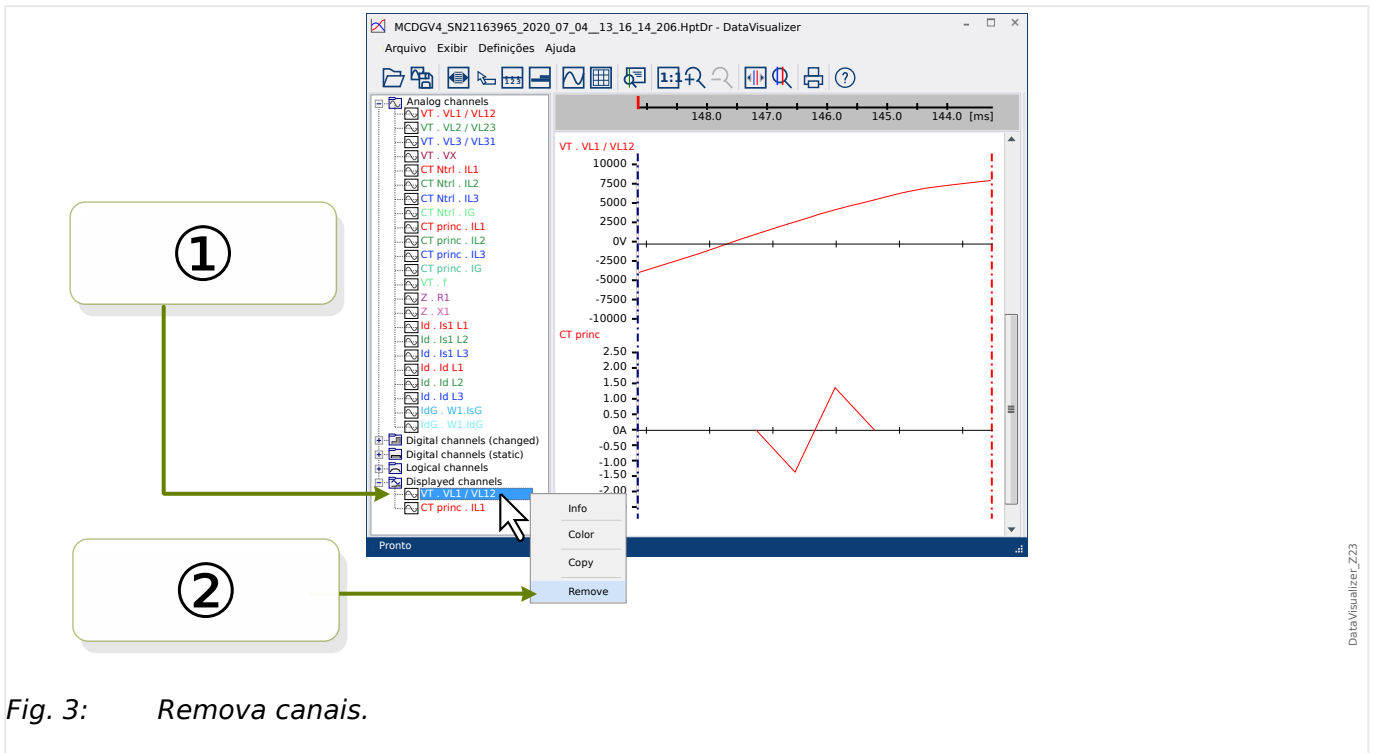 MCDGV4_SN21163965_2020_07_04__13_16_14_206.HptDr - DataVisualizer
Arquivo Exibir Definições Ajuda
1 2 3
1:1
?
Analog channels
VT . VL1 / VL12
VT . VL2 / VL23
VT . VL3 / VL31
VT . VX
CT Ntrl . IL1
CT Ntrl . IL2
CT Ntrl . IL3
CT Ntrl . IG
CT princ . IL1
CT princ . IL2
CT princ . IL3
CT princ . IG
VT . f
Z . R1
Z . X1
Id . Is1 L1
Id . Is1 L2
Id . Is1 L3
Id . Id L1
Id . Id L2
Id . Id L3
IdG . W1.IsG
IdG . W1.IdG
Digital channels (changed)
Digital channels (static)
Logical channels
Displayed channels
VT . VL1 / VL12
CT princ . IL1
148.0 147.0 146.0 145.0 144.0 [ms]
VT . VL1 / VL12
10000
7500
5000
2500
0V
-2500
-5000
-7500
-10000
CT princ
2.50
2.00
1.50
1.00
0.50
0A
-0.50
-1.00
-1.50
-2.00
Info
Color
Copy
Remove
Pronto
①
②
DataVisualizer_Z23
Fig. 3: Remova canais.